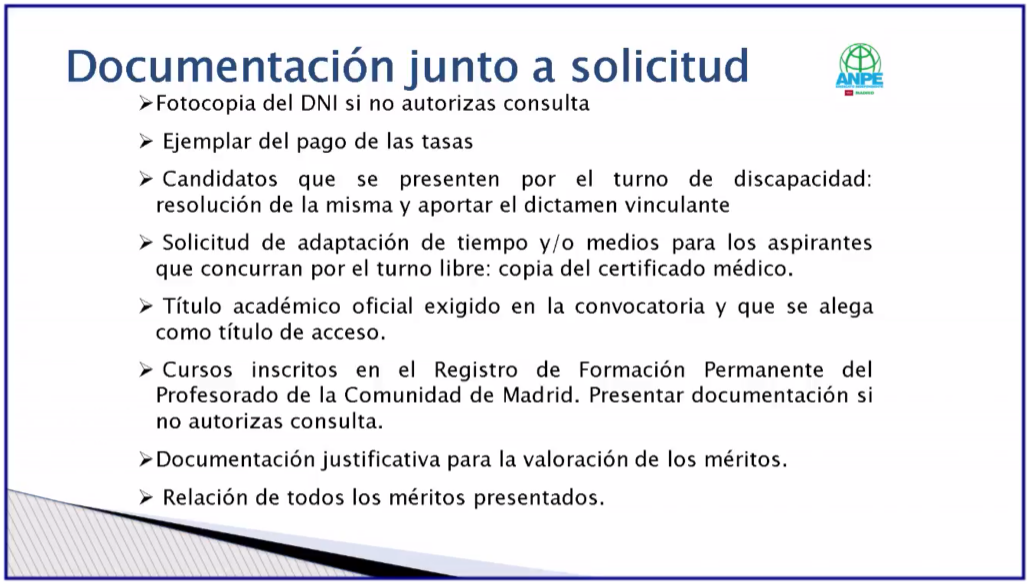 Documentación junto a solicitud
ANPE
MADRID
➢Fotocopia del DNI si no autorizas consulta
➢ Ejemplar del pago de las tasas
➢ Candidatos que se presenten por el turno de discapacidad:
resolución de la misma y aportar el dictamen vinculante
➢ Solicitud de adaptación de tiempo y/o medios para los aspirantes
que concurran por el turno libre: copia del certificado médico.
➢ Título académico oficial exigido en la convocatoria y que se alega
como título de acceso.
➢ Cursos inscritos en el Registro de Formación Permanente del
Profesorado de la Comunidad de Madrid. Presentar documentación si
no autorizas consulta.
➢Documentación justificativa para la valoración de los méritos.
➢ Relación de todos los méritos presentados.